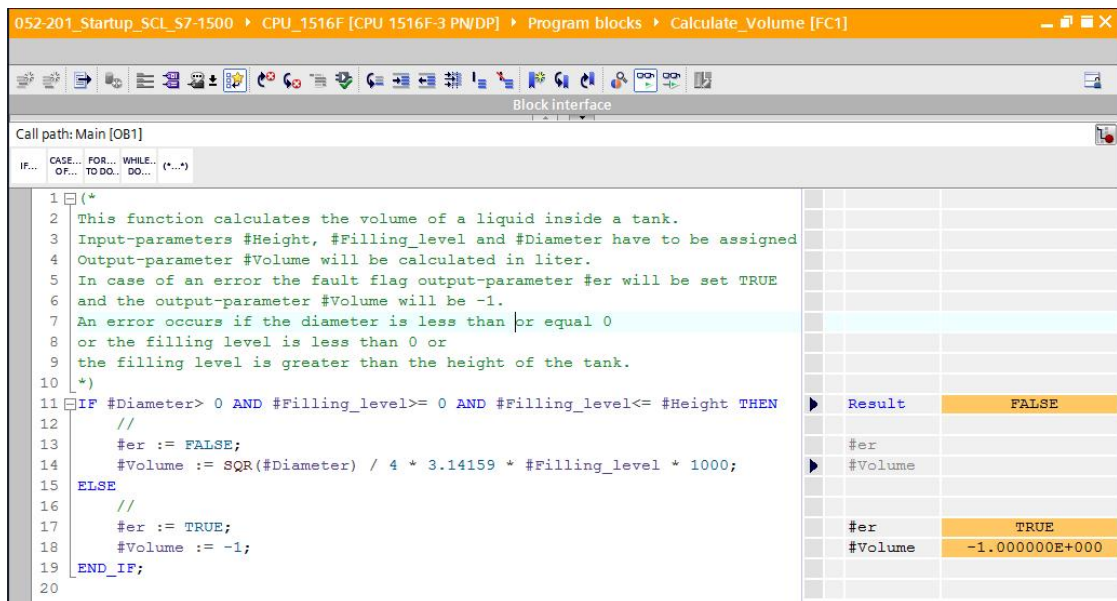 052-201_Startup_SCL_S7-1500 ▸ CPU_1516F [CPU 1516F-3 PN/DP] ▸ Program blocks ▸ Calculate_Volume [FC1]
Block interface
Call path: Main [OB1]
IF... CASE... OF... FOR... TO DO.. WHILE.. DO... (*...*)
1 (*
2 This function calculates the volume of a liquid inside a tank.
3 Input-parameters #Height, #Filling_level and #Diameter have to be assigned
4 Output-parameter #Volume will be calculated in liter.
5 In case of an error the fault flag output-parameter #er will be set TRUE
6 and the output-parameter #Volume will be -1.
7 An error occurs if the diameter is less than or equal 0
8 or the filling level is less than 0 or
9 the filling level is greater than the height of the tank.
10 *)
11 IF #Diameter> 0 AND #Filling_level>= 0 AND #Filling_level<= #Height THEN Result FALSE
12 //
13 #er := FALSE; #er
14 #Volume := SQR(#Diameter) / 4 * 3.14159 * #Filling_level * 1000; #Volume
15 ELSE
16 //
17 #er := TRUE; #er TRUE
18 #Volume := -1; #Volume -1.000000E+000
19 END_IF;
20